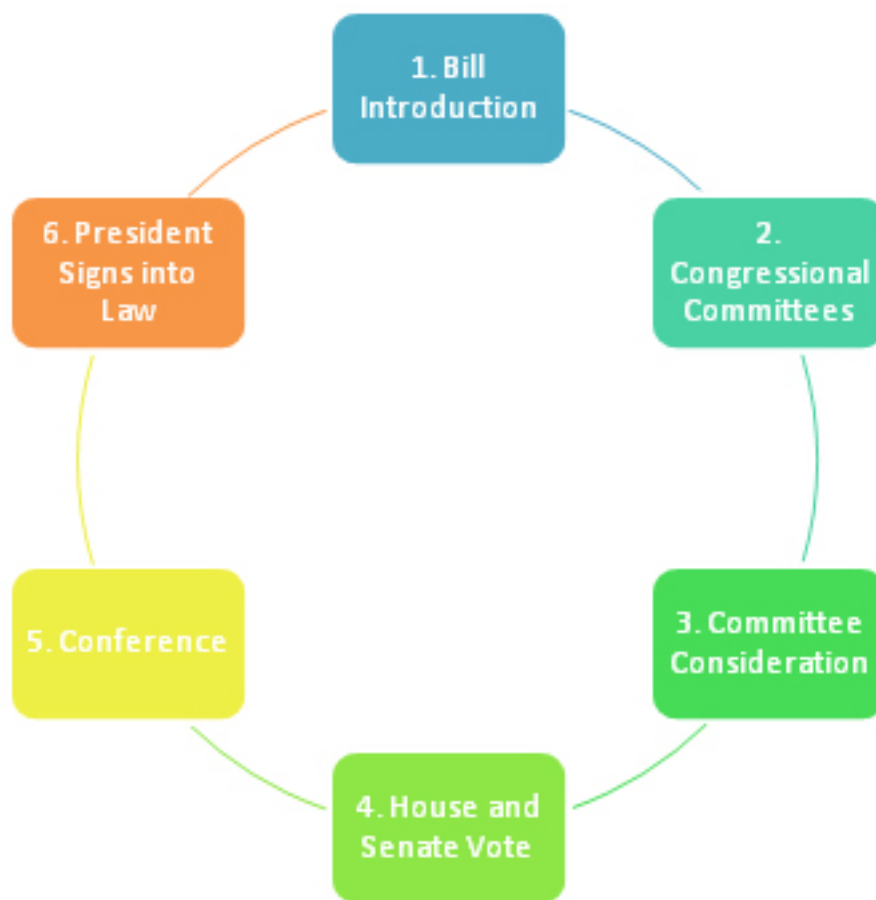 1. Bill
Introduction
2.
Congressional
Committees
3. Committee
Consideration
4. House and
Senate Vote
5. Conference
6. President
Signs into
Law